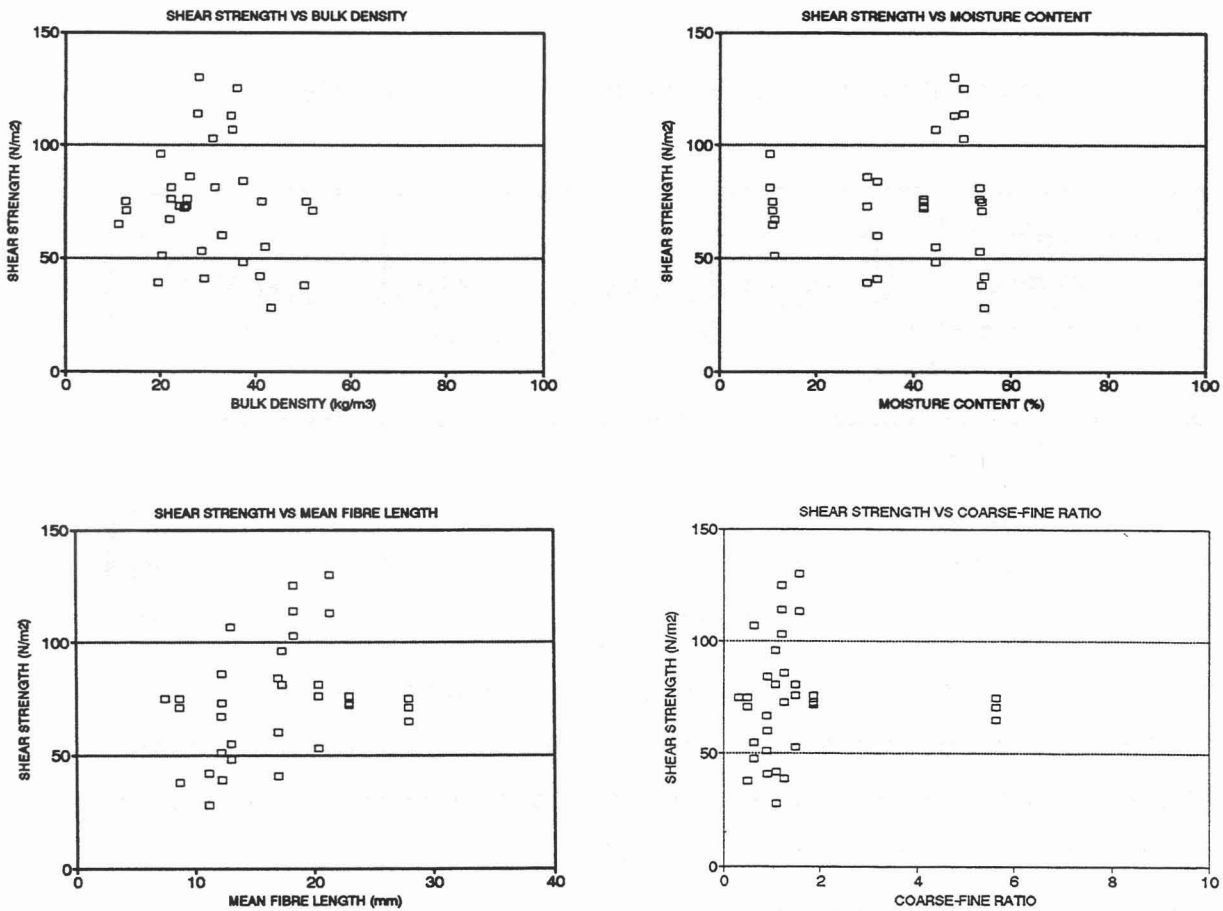 SHEAR STRENGTH VS BULK DENSITY
150
100
50
0
SHEAR STRENGTH (N/m2)
0 20 40 60 80 100
BULK DENSITY (kg/m3)
SHEAR STRENGTH VS MOISTURE CONTENT
150
100
50
0
SHEAR STRENGTH (N/m2)
0 20 40 60 80 100
MOISTURE CONTENT (%)
SHEAR STRENGTH VS MEAN FIBRE LENGTH
150
100
50
0
SHEAR STRENGTH (N/m2)
0 10 20 30 40
MEAN FIBRE LENGTH (mm)
SHEAR STRENGTH VS COARSE-FINE RATIO
150
100
50
0
SHEAR STRENGTH (N/m2)
0 2 4 6 8 10
COARSE-FINE RATIO